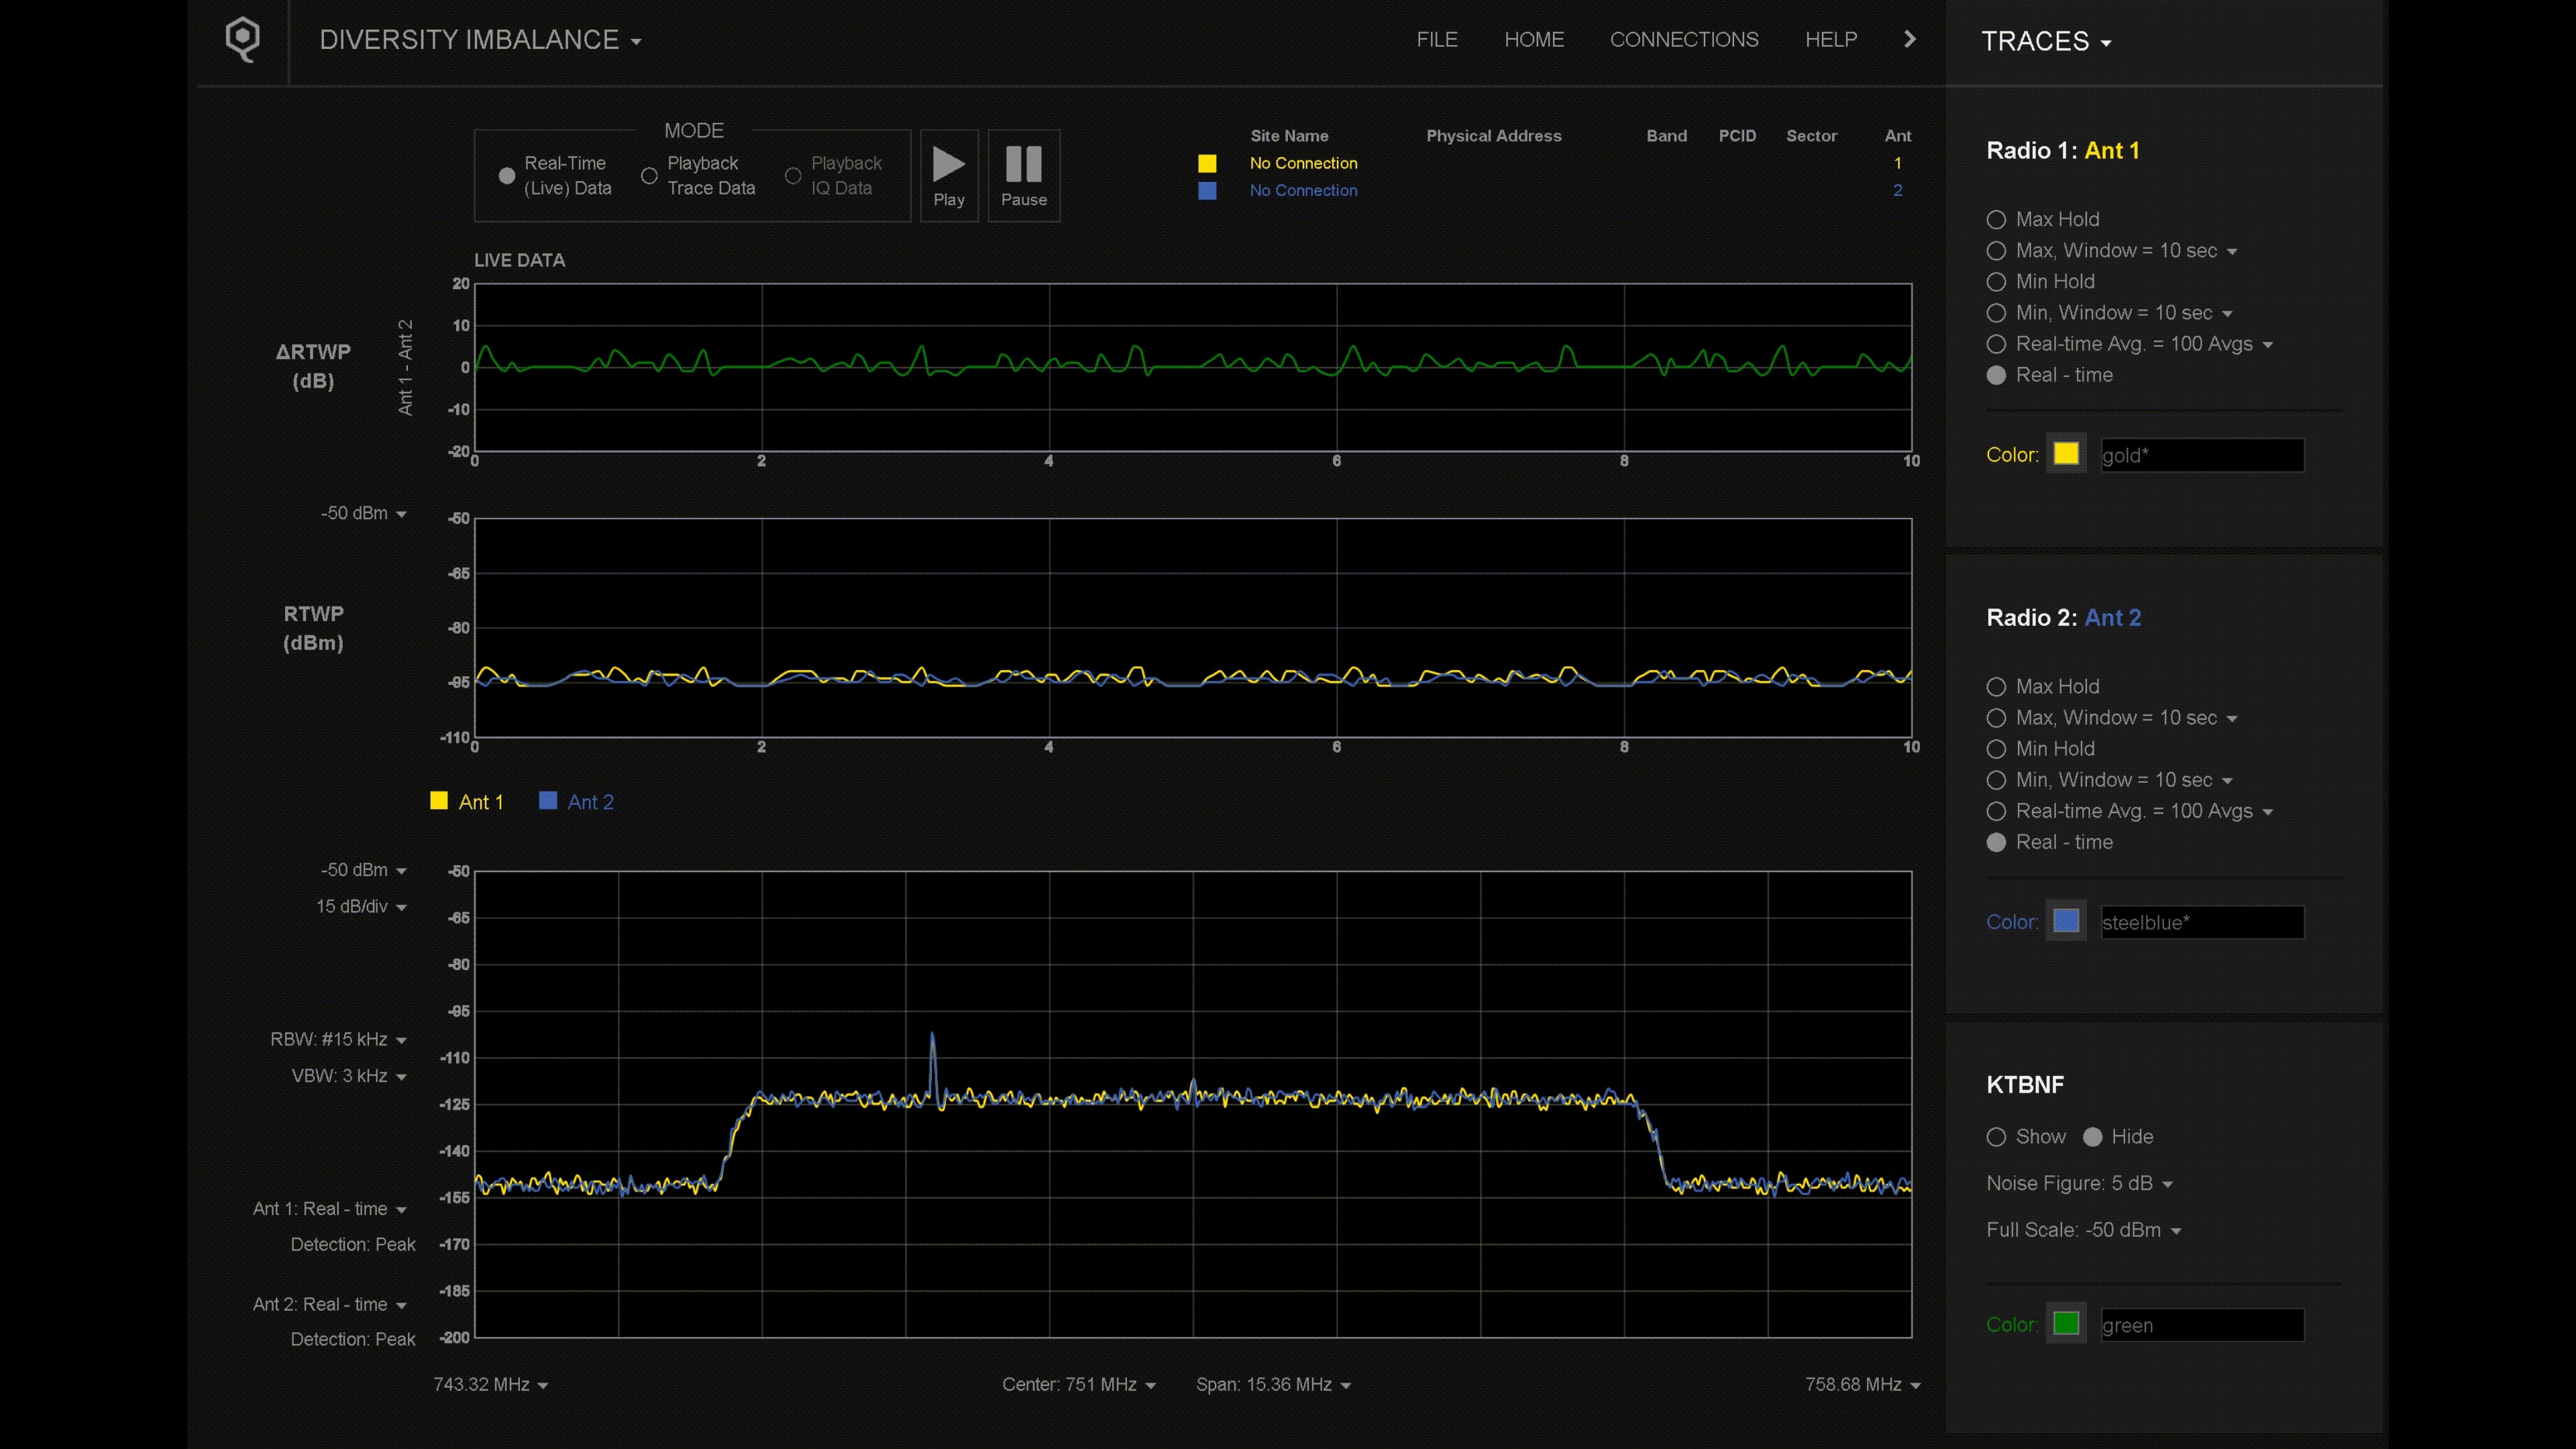 DIVERSITY IMBALANCE
FILE HOME CONNECTIONS HELP
TRACES
MODE
Real-Time
(Live) Data
Playback
Trace Data
Playback
IQ Data
Play
Pause
Site Name Physical Address Band PCID Sector Ant
No Connection 1
No Connection 2
LIVE DATA
ΔRTWP
(dB)
Ant 1 - Ant 2
20
10
0
-10
-20
0 2 4 6 8 10
-50 dBm
RTWP
(dBm)
-50
-65
-80
-95
-110
0 2 4 6 8 10
Ant 1 Ant 2
-50 dBm
15 dB/div
RBW: #15 kHz
VBW: 3 kHz
Ant 1: Real - time
Detection: Peak
Ant 2: Real - time
Detection: Peak
-50
-65
-80
-95
-110
-125
-140
-155
-170
-185
-200
743.32 MHz Center: 751 MHz Span: 15.36 MHz 758.68 MHz
Radio 1: Ant 1
Max Hold
Max, Window = 10 sec
Min Hold
Min, Window = 10 sec
Real-time Avg. = 100 Avgs
Real - time
Color: gold*
Radio 2: Ant 2
Max Hold
Max, Window = 10 sec
Min Hold
Min, Window = 10 sec
Real-time Avg. = 100 Avgs
Real - time
Color: steelblue*
KTBNF
Show Hide
Noise Figure: 5 dB
Full Scale: -50 dBm
Color: green